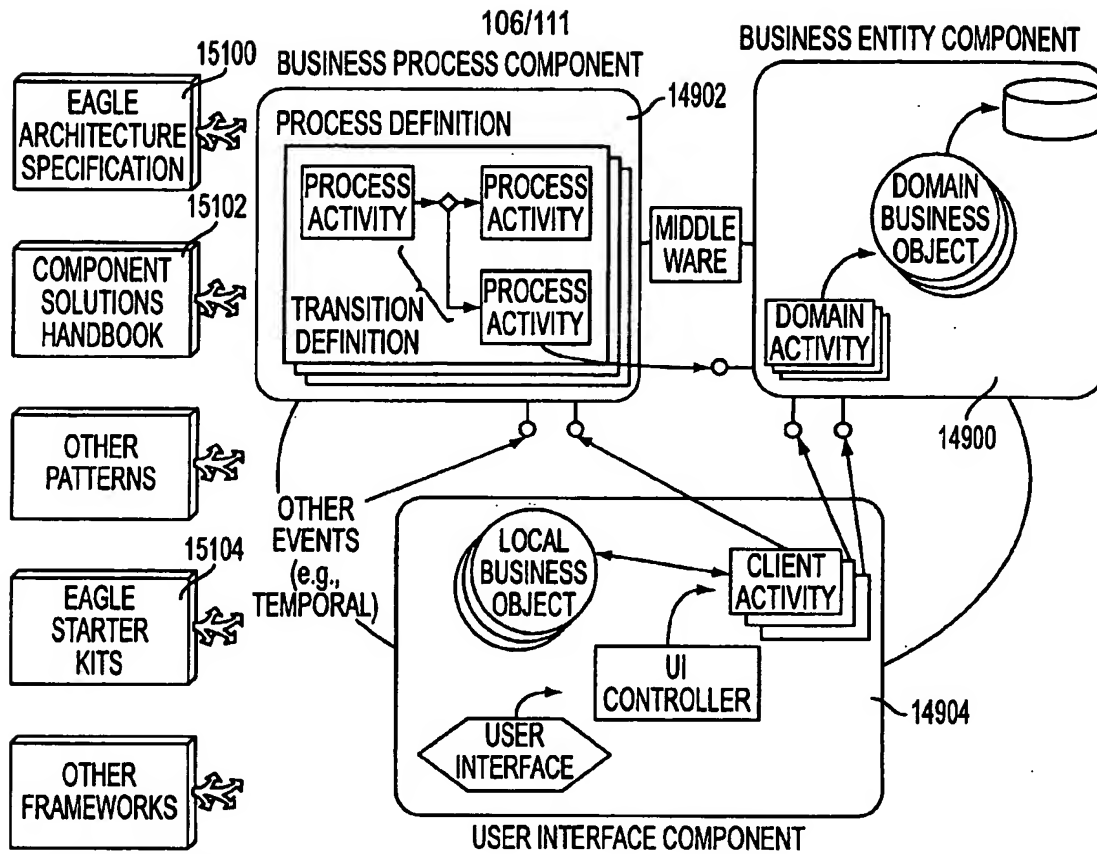 106/111
15100
EAGLE
ARCHITECTURE
SPECIFICATION
15102
COMPONENT
SOLUTIONS
HANDBOOK
OTHER
PATTERNS
15104
EAGLE
STARTER
KITS
OTHER
FRAMEWORKS
BUSINESS PROCESS COMPONENT
14902
PROCESS DEFINITION
PROCESS
ACTIVITY
PROCESS
ACTIVITY
PROCESS
ACTIVITY
TRANSITION
DEFINITION
MIDDLE
WARE
BUSINESS ENTITY COMPONENT
DOMAIN
BUSINESS
OBJECT
DOMAIN
ACTIVITY
14900
OTHER
EVENTS
(e.g.,
TEMPORAL)
LOCAL
BUSINESS
OBJECT
CLIENT
ACTIVITY
UI
CONTROLLER
USER
INTERFACE
14904
USER INTERFACE COMPONENT